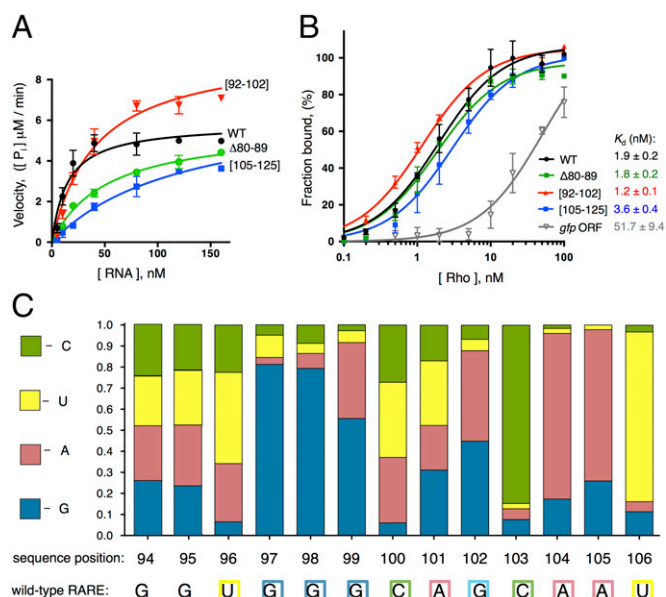 A
Velocity, ([ Pi] µM / min)
8
6
4
2
0
0
50
100
150
[ RNA], nM
[92-102]
WT
Δ80-89
[105-125]
B
Fraction bound, (%)
100
80
60
40
20
0
0.1
1
10
100
[ Rho ], nM
Kd (nM):
WT 1.9 ± 0.2
Δ80-89 1.8 ± 0.2
[92-102] 1.2 ± 0.1
[105-125] 3.6 ± 0.4
gfp ORF 51.7 ± 9.4
C
- C
- U
- A
- G
1.0
0.9
0.8
0.7
0.6
0.5
0.4
0.3
0.2
0.1
0.0
sequence position: 94 95 96 97 98 99 100 101 102 103 104 105 106
wild-type RARE: G G U G G G C A G C A A U